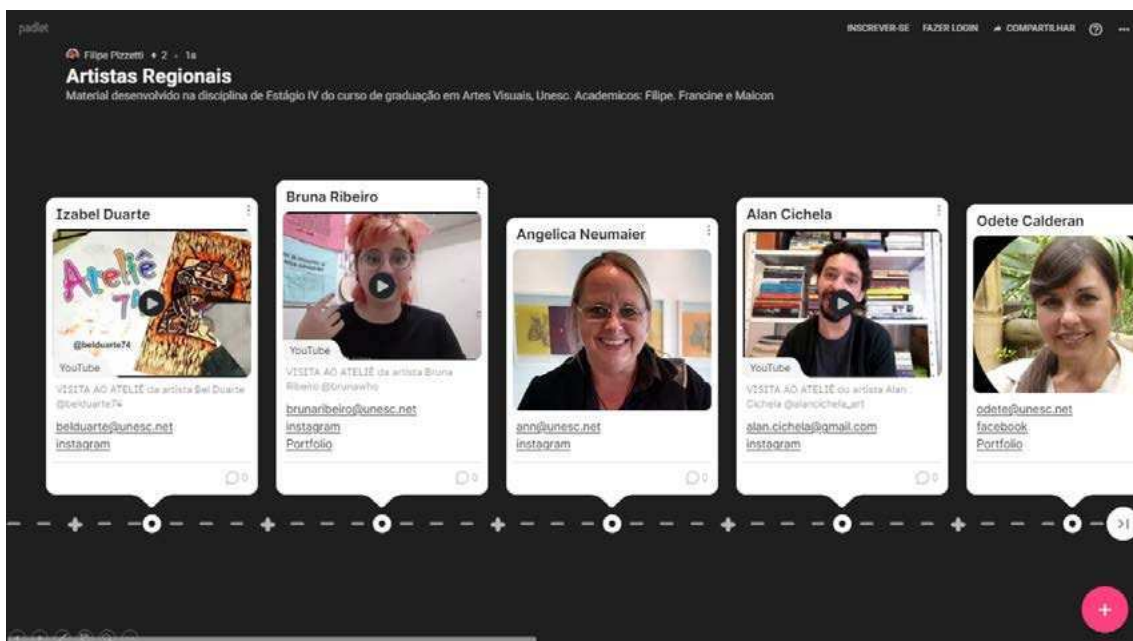 padlet
INSCREVER-SE FAZER LOGIN COMPARTILHAR
Filipe Pizzetti + 2 • 1a
Artistas Regionais
Material desenvolvido na disciplina de Estágio IV do curso de graduação em Artes Visuais, Unesc. Academicos: Filipe. Francine e Maicon
Izabel Duarte
Ateliê
74
@belduarte74
YouTube
VISITA AO ATELIÊ da artista Bel Duarte
@belduarte74
belduarte@unesc.net
instagram
0
Bruna Ribeiro
YouTube
VISITA AO ATELIÊ da artista Bruna
Ribeiro @brunawho
brunaribeiro@unesc.net
instagram
Portfolio
0
Angelica Neumaier
ann@unesc.net
instagram
0
Alan Cichela
YouTube
VISITA AO ATELIÊ do artista Alan
Cichela @alancichela_art
alan.cichela@gmail.com
instagram
0
Odete Calderan
odete@unesc.net
facebook
Portfolio